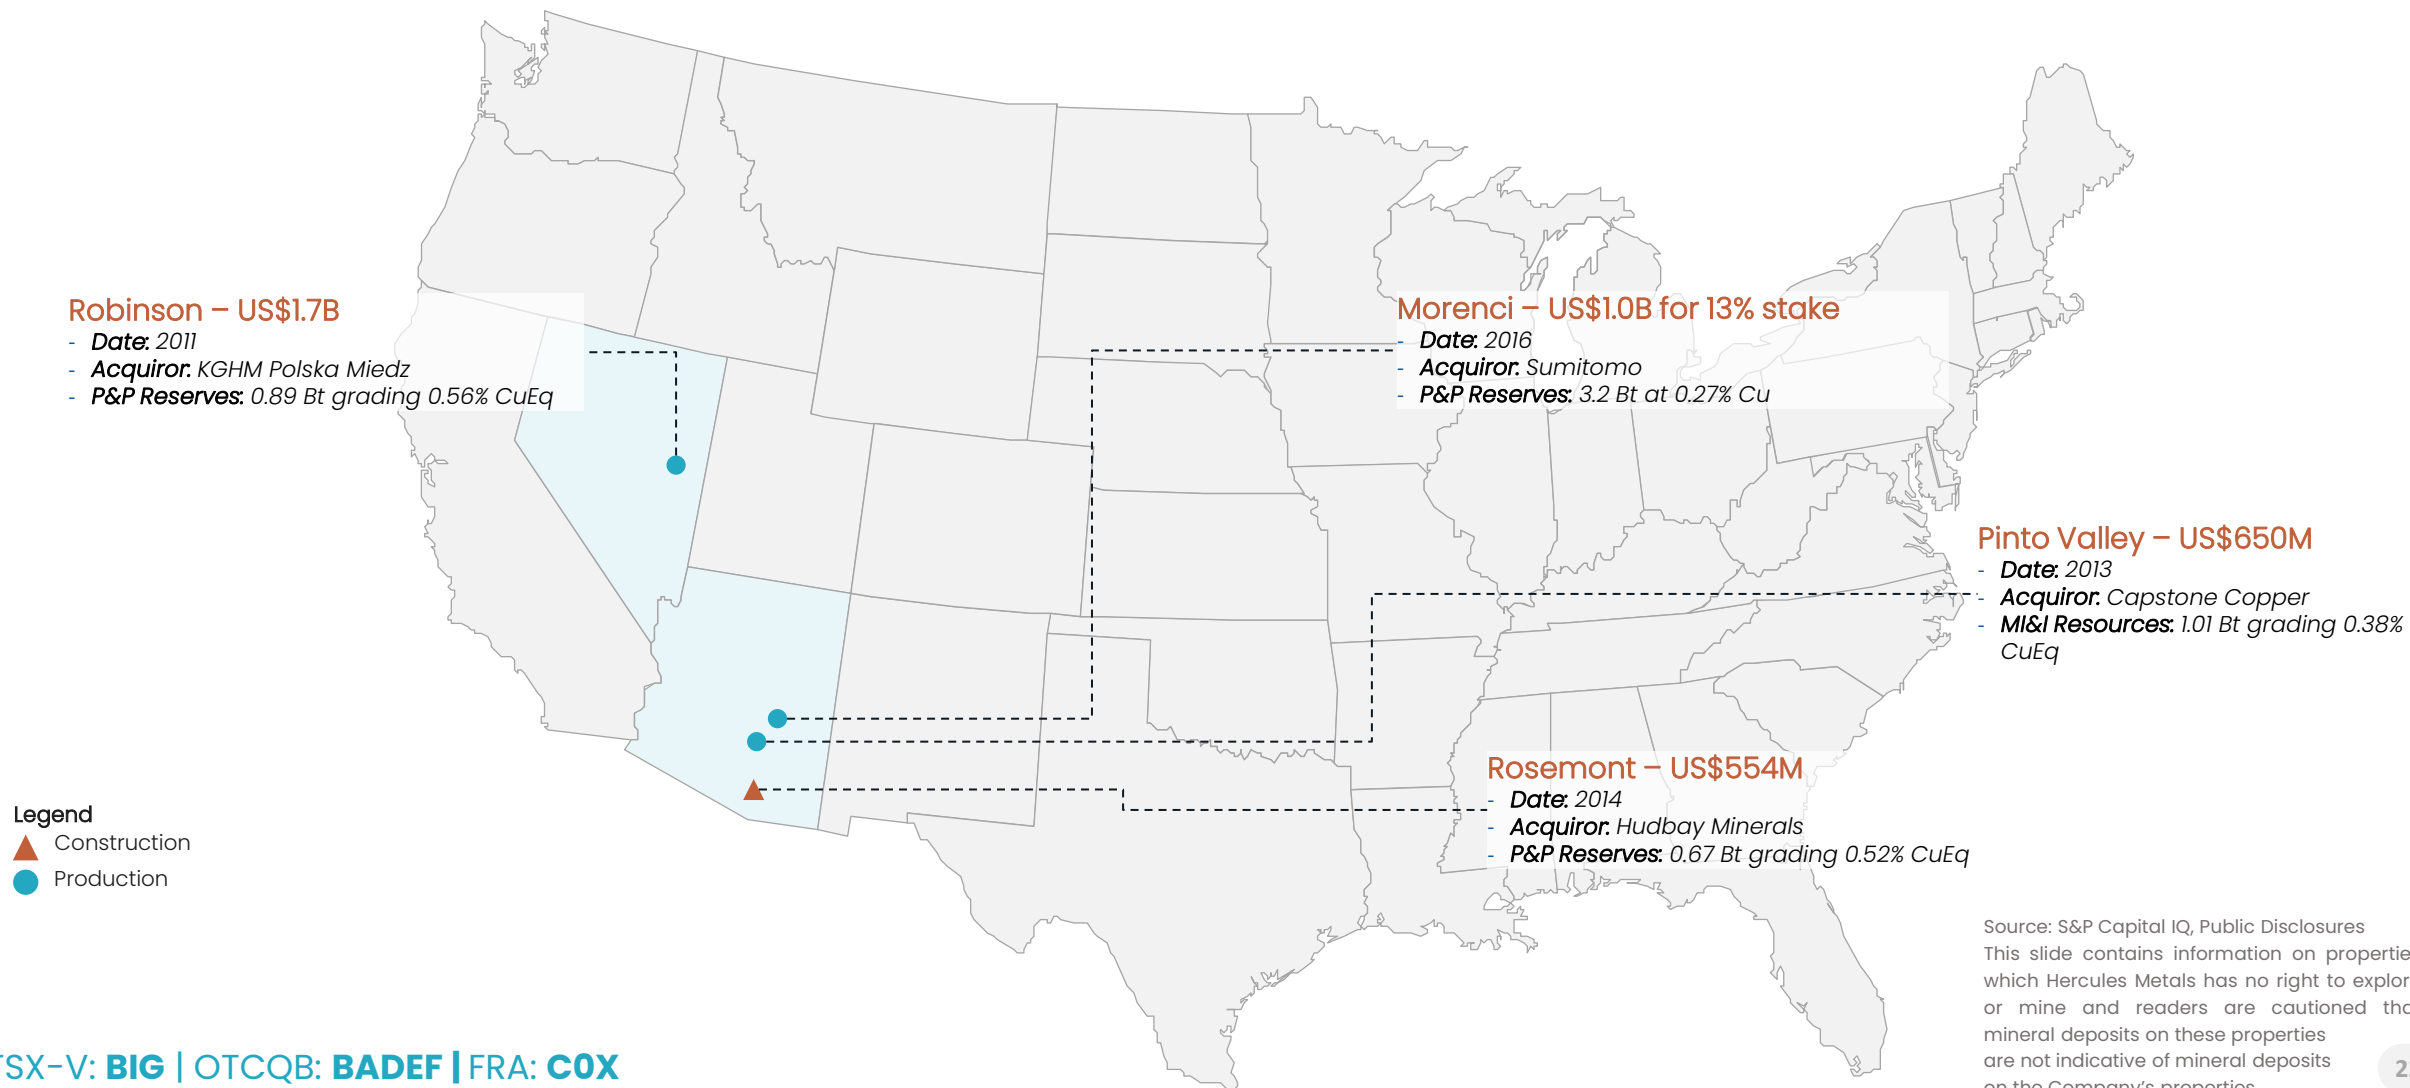 Robinson – US$1.7B
- Date: 2011
- Acquiror: KGHM Polska Miedz
- P&P Reserves: 0.89 Bt grading 0.56% CuEq
Morenci – US$1.0B for 13% stake
- Date: 2016
- Acquiror: Sumitomo
- P&P Reserves: 3.2 Bt at 0.27% Cu
Pinto Valley – US$650M
- Date: 2013
- Acquiror: Capstone Copper
- MI&I Resources: 1.01 Bt grading 0.38%
CuEq
Rosemont – US$554M
- Date: 2014
- Acquiror: Hudbay Minerals
- P&P Reserves: 0.67 Bt grading 0.52% CuEq
Legend
Construction
Production
Source: S&P Capital IQ, Public Disclosures
This slide contains information on propertie
which Hercules Metals has no right to explor
or mine and readers are cautioned tha
mineral deposits on these properties
are not indicative of mineral deposits
on the Company's properties
TSX-V: BIG | OTCQB: BADEF | FRA: C0X